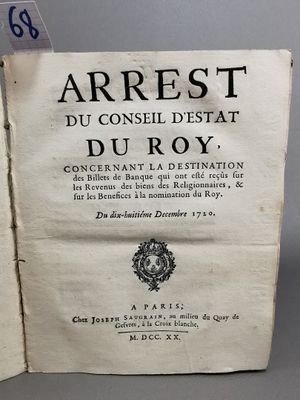 68
ARREST
DU CONSEIL D'ESTAT
DU ROY,
CONCERNANT LA DESTINATION
des Billets de Banque qui ont esté reçûs sur
les Revenus des biens des Religionnaires, &
sur les Benefices à la nomination du Roy.
Du dix-huitiéme Decembre 1720.
A PARIS,
Chez JOSEPH SAUGRAIN, au milieu du Quay de
Gesvres, à la Croix blanche,
M. DCC. XX.